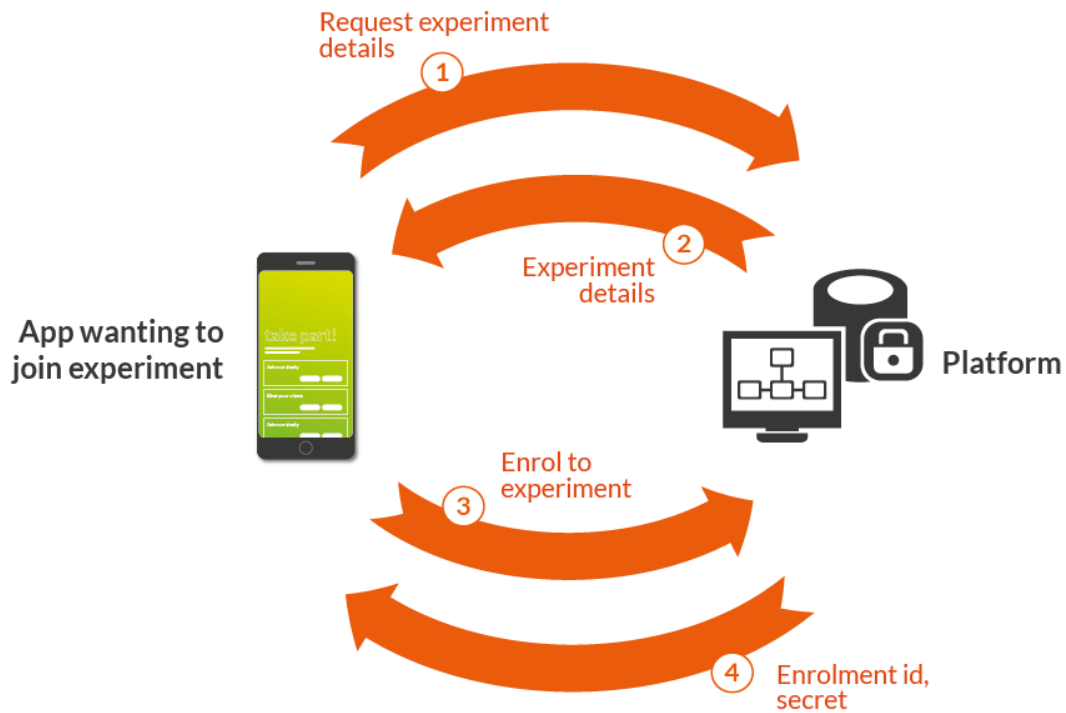 Request experiment
details
1
2
Experiment
details
take part!
App wanting to
join experiment
Platform
Enrol to
experiment
3
4
Enrolment id,
secret